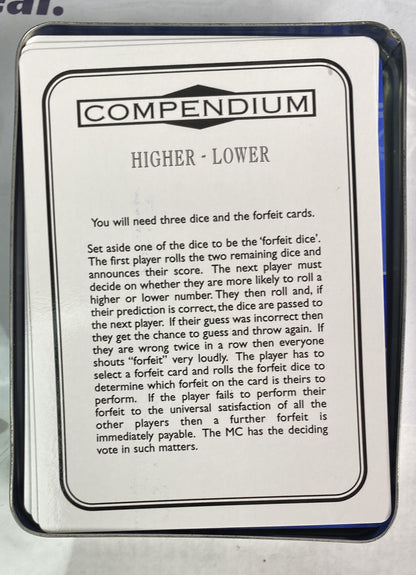 COMPENDIUM
HIGHER - LOWER
You will need three dice and the forfeit cards.
Set aside one of the dice to be the 'forfeit dice'.
The first player rolls the two remaining dice and
announces their score. The next player must
decide on whether they are more likely to roll a
higher or lower number. They then roll and, if
their prediction is correct, the dice are passed to
the next player. If their guess was incorrect then
they get the chance to guess and throw again. If
they are wrong twice in a row then everyone
shouts "forfeit" very loudly. The player has to
select a forfeit card and rolls the forfeit dice to
determine which forfeit on the card is theirs to
perform. If the player fails to perform their
forfeit to the universal satisfaction of all the
other players then a further forfeit is
immediately payable. The MC has the deciding
vote in such matters.